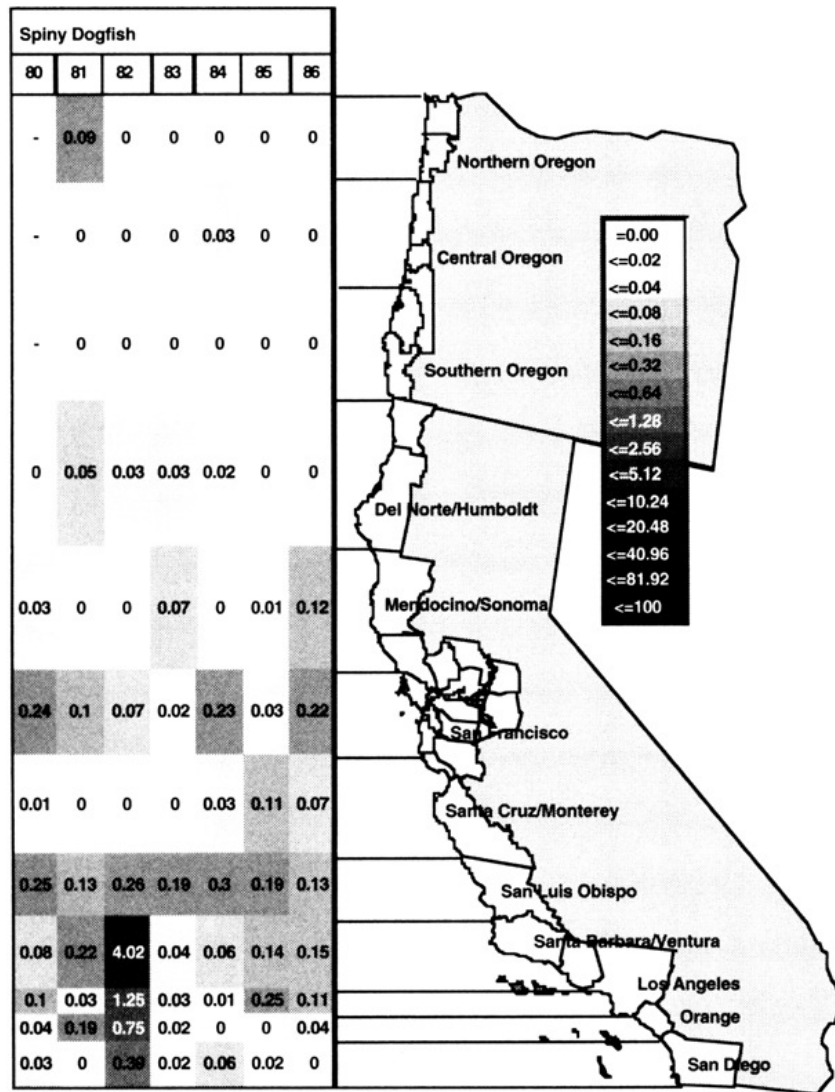 Spiny Dogfish
80 81 82 83 84 85 86
- 0.09 0 0 0 0 0
Northern Oregon
- 0 0 0 0.03 0 0
Central Oregon
- 0 0 0 0 0 0
Southern Oregon
0 0.05 0.03 0.03 0.02 0 0
Del Norte/Humboldt
0.03 0 0 0.07 0 0.01 0.12
Mendocino/Sonoma
0.24 0.1 0.07 0.02 0.23 0.03 0.22
San Francisco
0.01 0 0 0 0.03 0.11 0.07
Santa Cruz/Monterey
0.25 0.13 0.26 0.19 0.3 0.19 0.13
San Luis Obispo
0.08 0.22 4.02 0.04 0.06 0.14 0.15
Santa Barbara/Ventura
0.1 0.03 1.25 0.03 0.01 0.25 0.11
Los Angeles
0.04 0.19 0.75 0.02 0 0 0.04
Orange
0.03 0 0.39 0.02 0.06 0.02 0
San Diego
=0.00
<=0.02
<=0.04
<=0.08
<=0.16
<=0.32
<=0.64
<=1.28
<=2.56
<=5.12
<=10.24
<=20.48
<=40.96
<=81.92
<=100